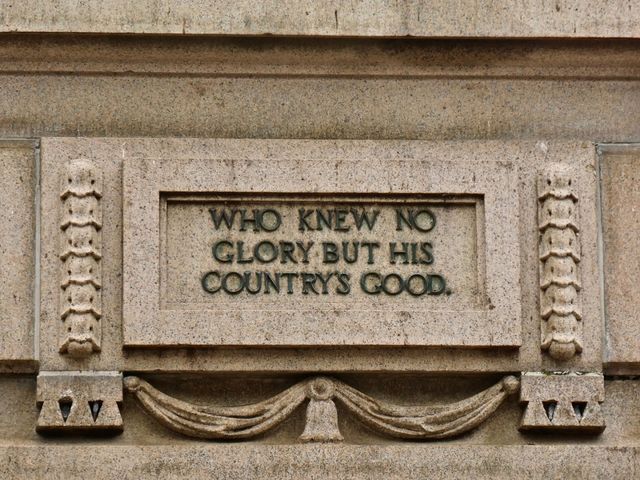 WHO KNEW NO
GLORY BUT HIS
COUNTRY'S GOOD.